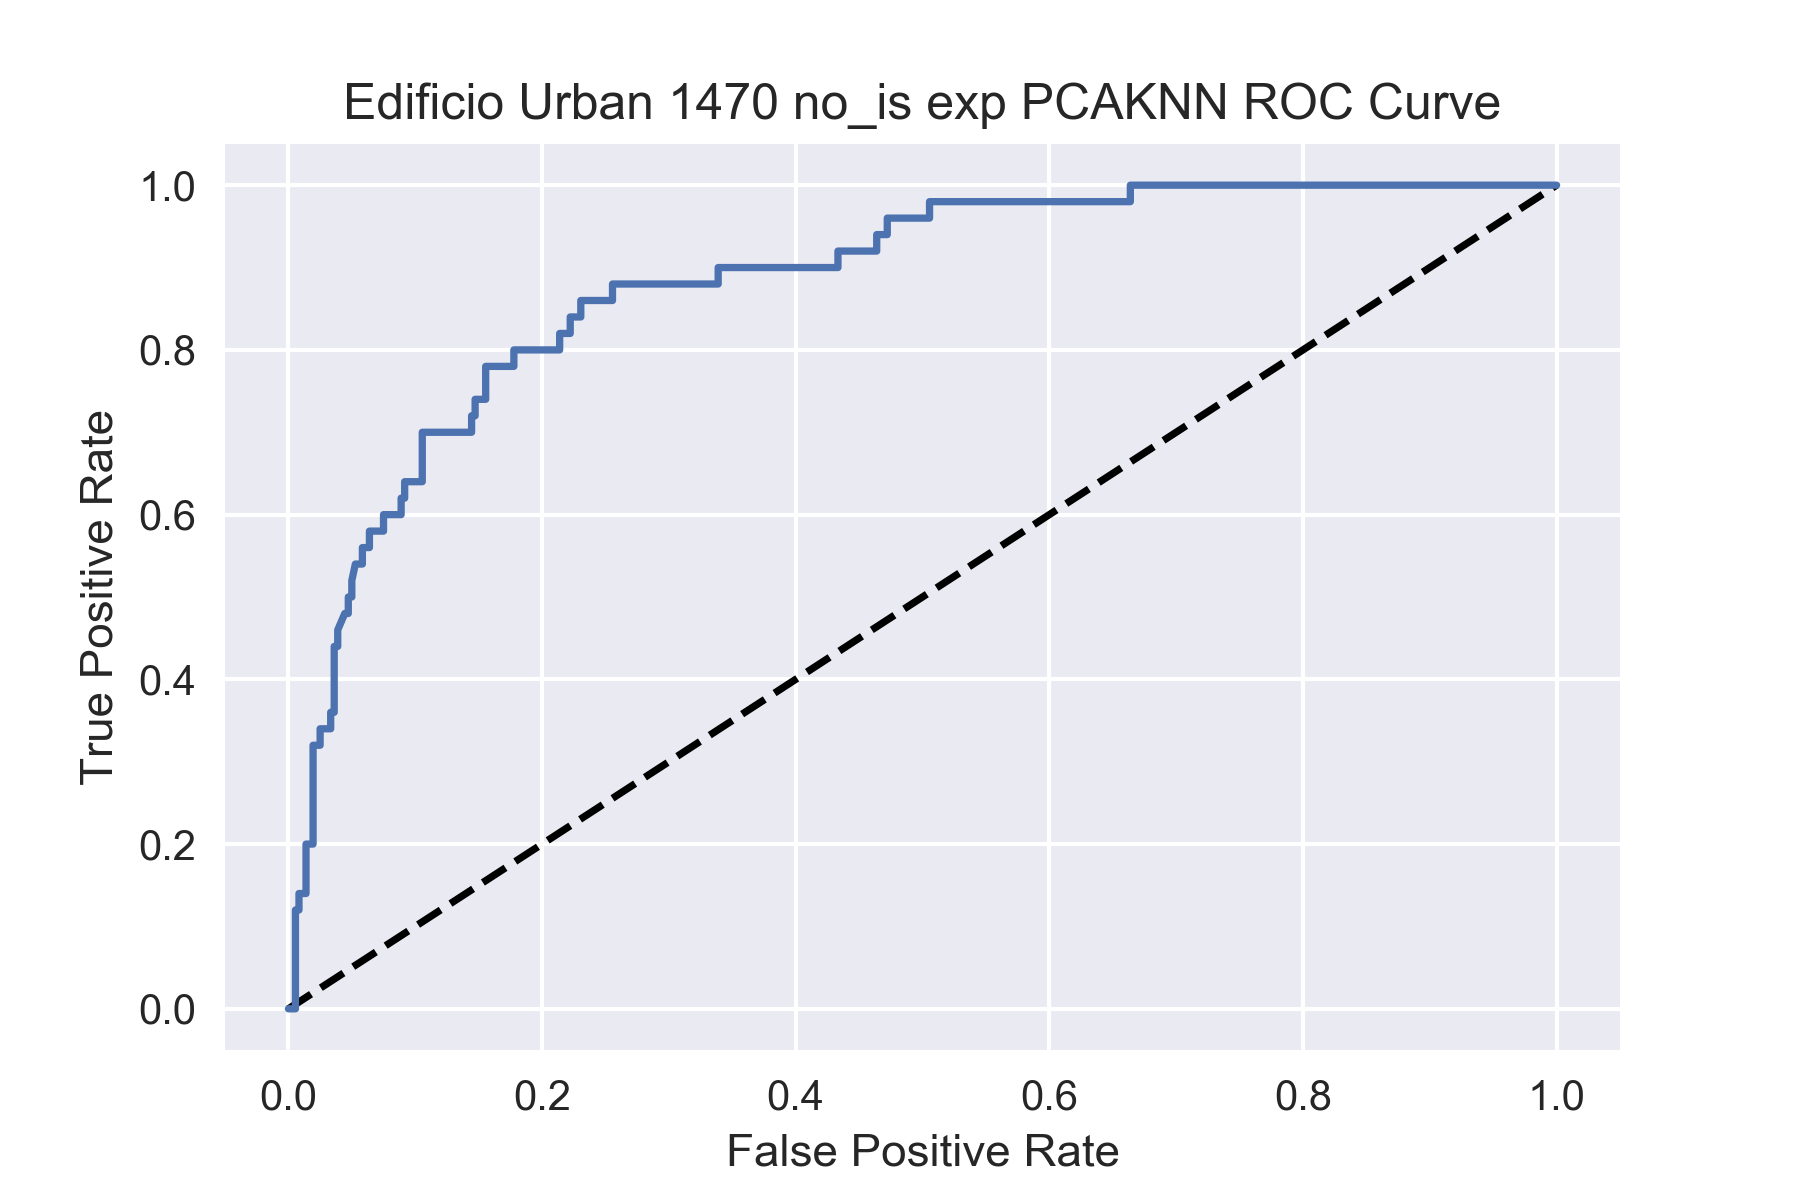 Edificio Urban 1470 no_is exp PCAKNN ROC Curve
1.0
0.8
0.6
0.4
0.2
0.0
True Positive Rate
0.0 0.2 0.4 0.6 0.8 1.0
False Positive Rate